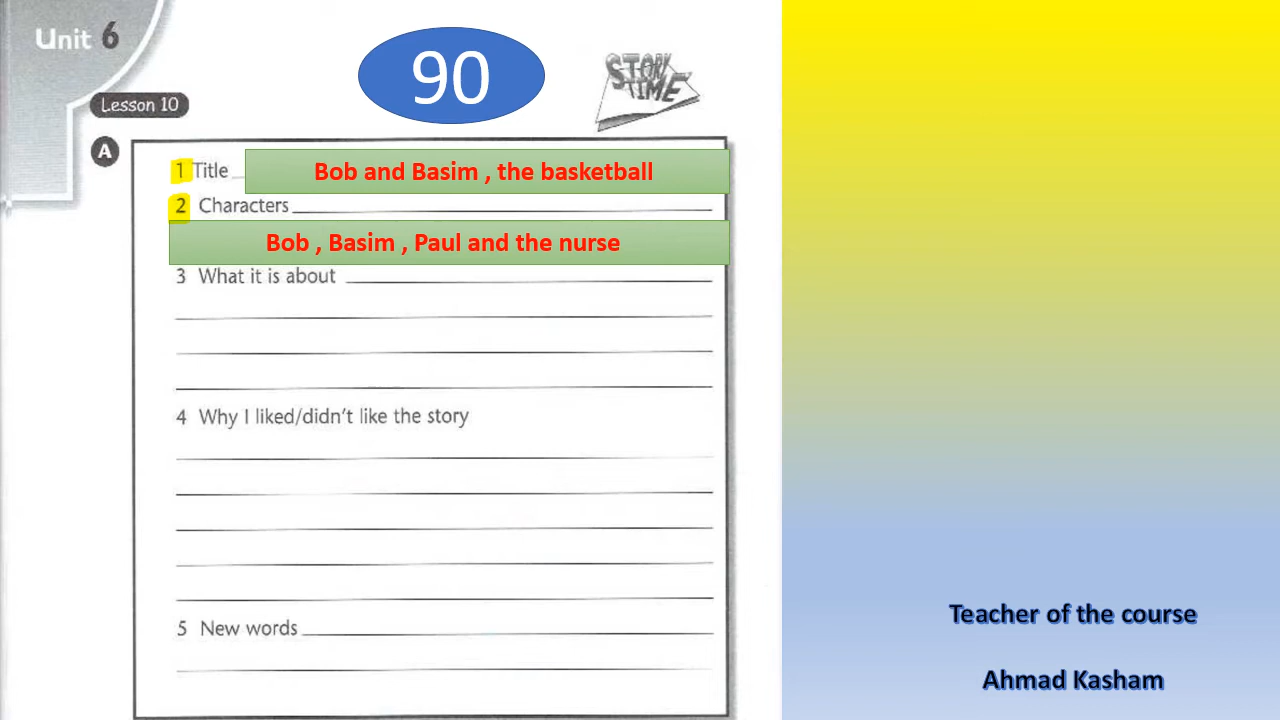 Unit 6
90
STORY TIME
Lesson 10
A
1 Title
Bob and Basim , the basketball
2 Characters
Bob , Basim , Paul and the nurse
3 What it is about
4 Why I liked/didn't like the story
5 New words
Teacher of the course
Ahmad Kasham